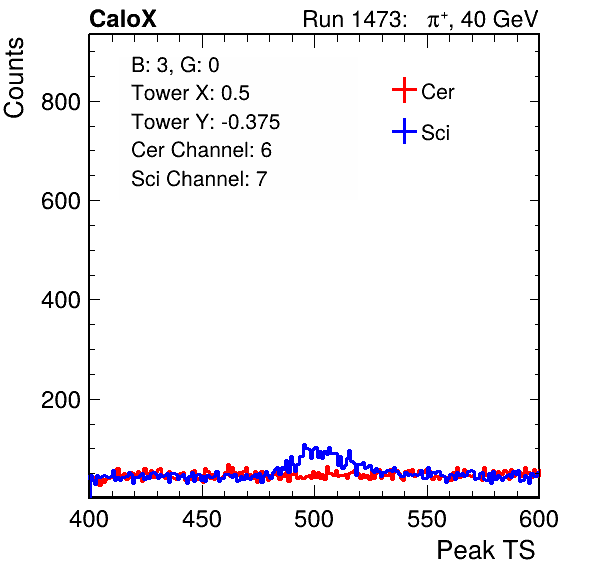 CaloX Run 1473: π⁺, 40 GeV
Counts
B: 3, G: 0
Tower X: 0.5
Tower Y: -0.375
Cer Channel: 6
Sci Channel: 7
Cer
Sci
800
600
400
200
400 450 500 550 600
Peak TS